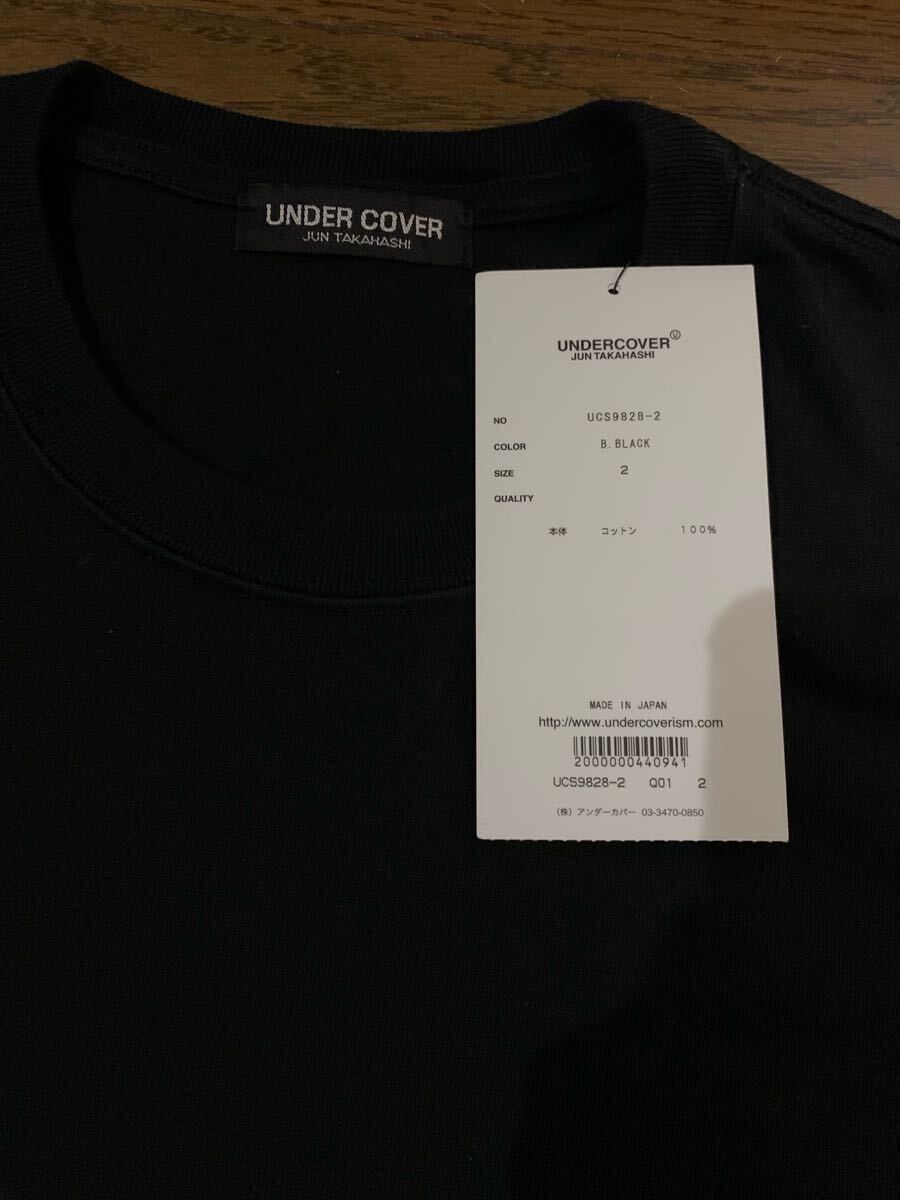 UNDER COVER
JUN TAKAHASHI
UNDERCOVER Ⓤ
JUN TAKAHASHI
NO UCS9828-2
COLOR B.BLACK
SIZE 2
QUALITY
本体 コットン 100%
MADE IN JAPAN
http://www.undercoverism.com
2000000440941
UCS9828-2 Q01 2
(株) アンダーカバー 03-3470-0850